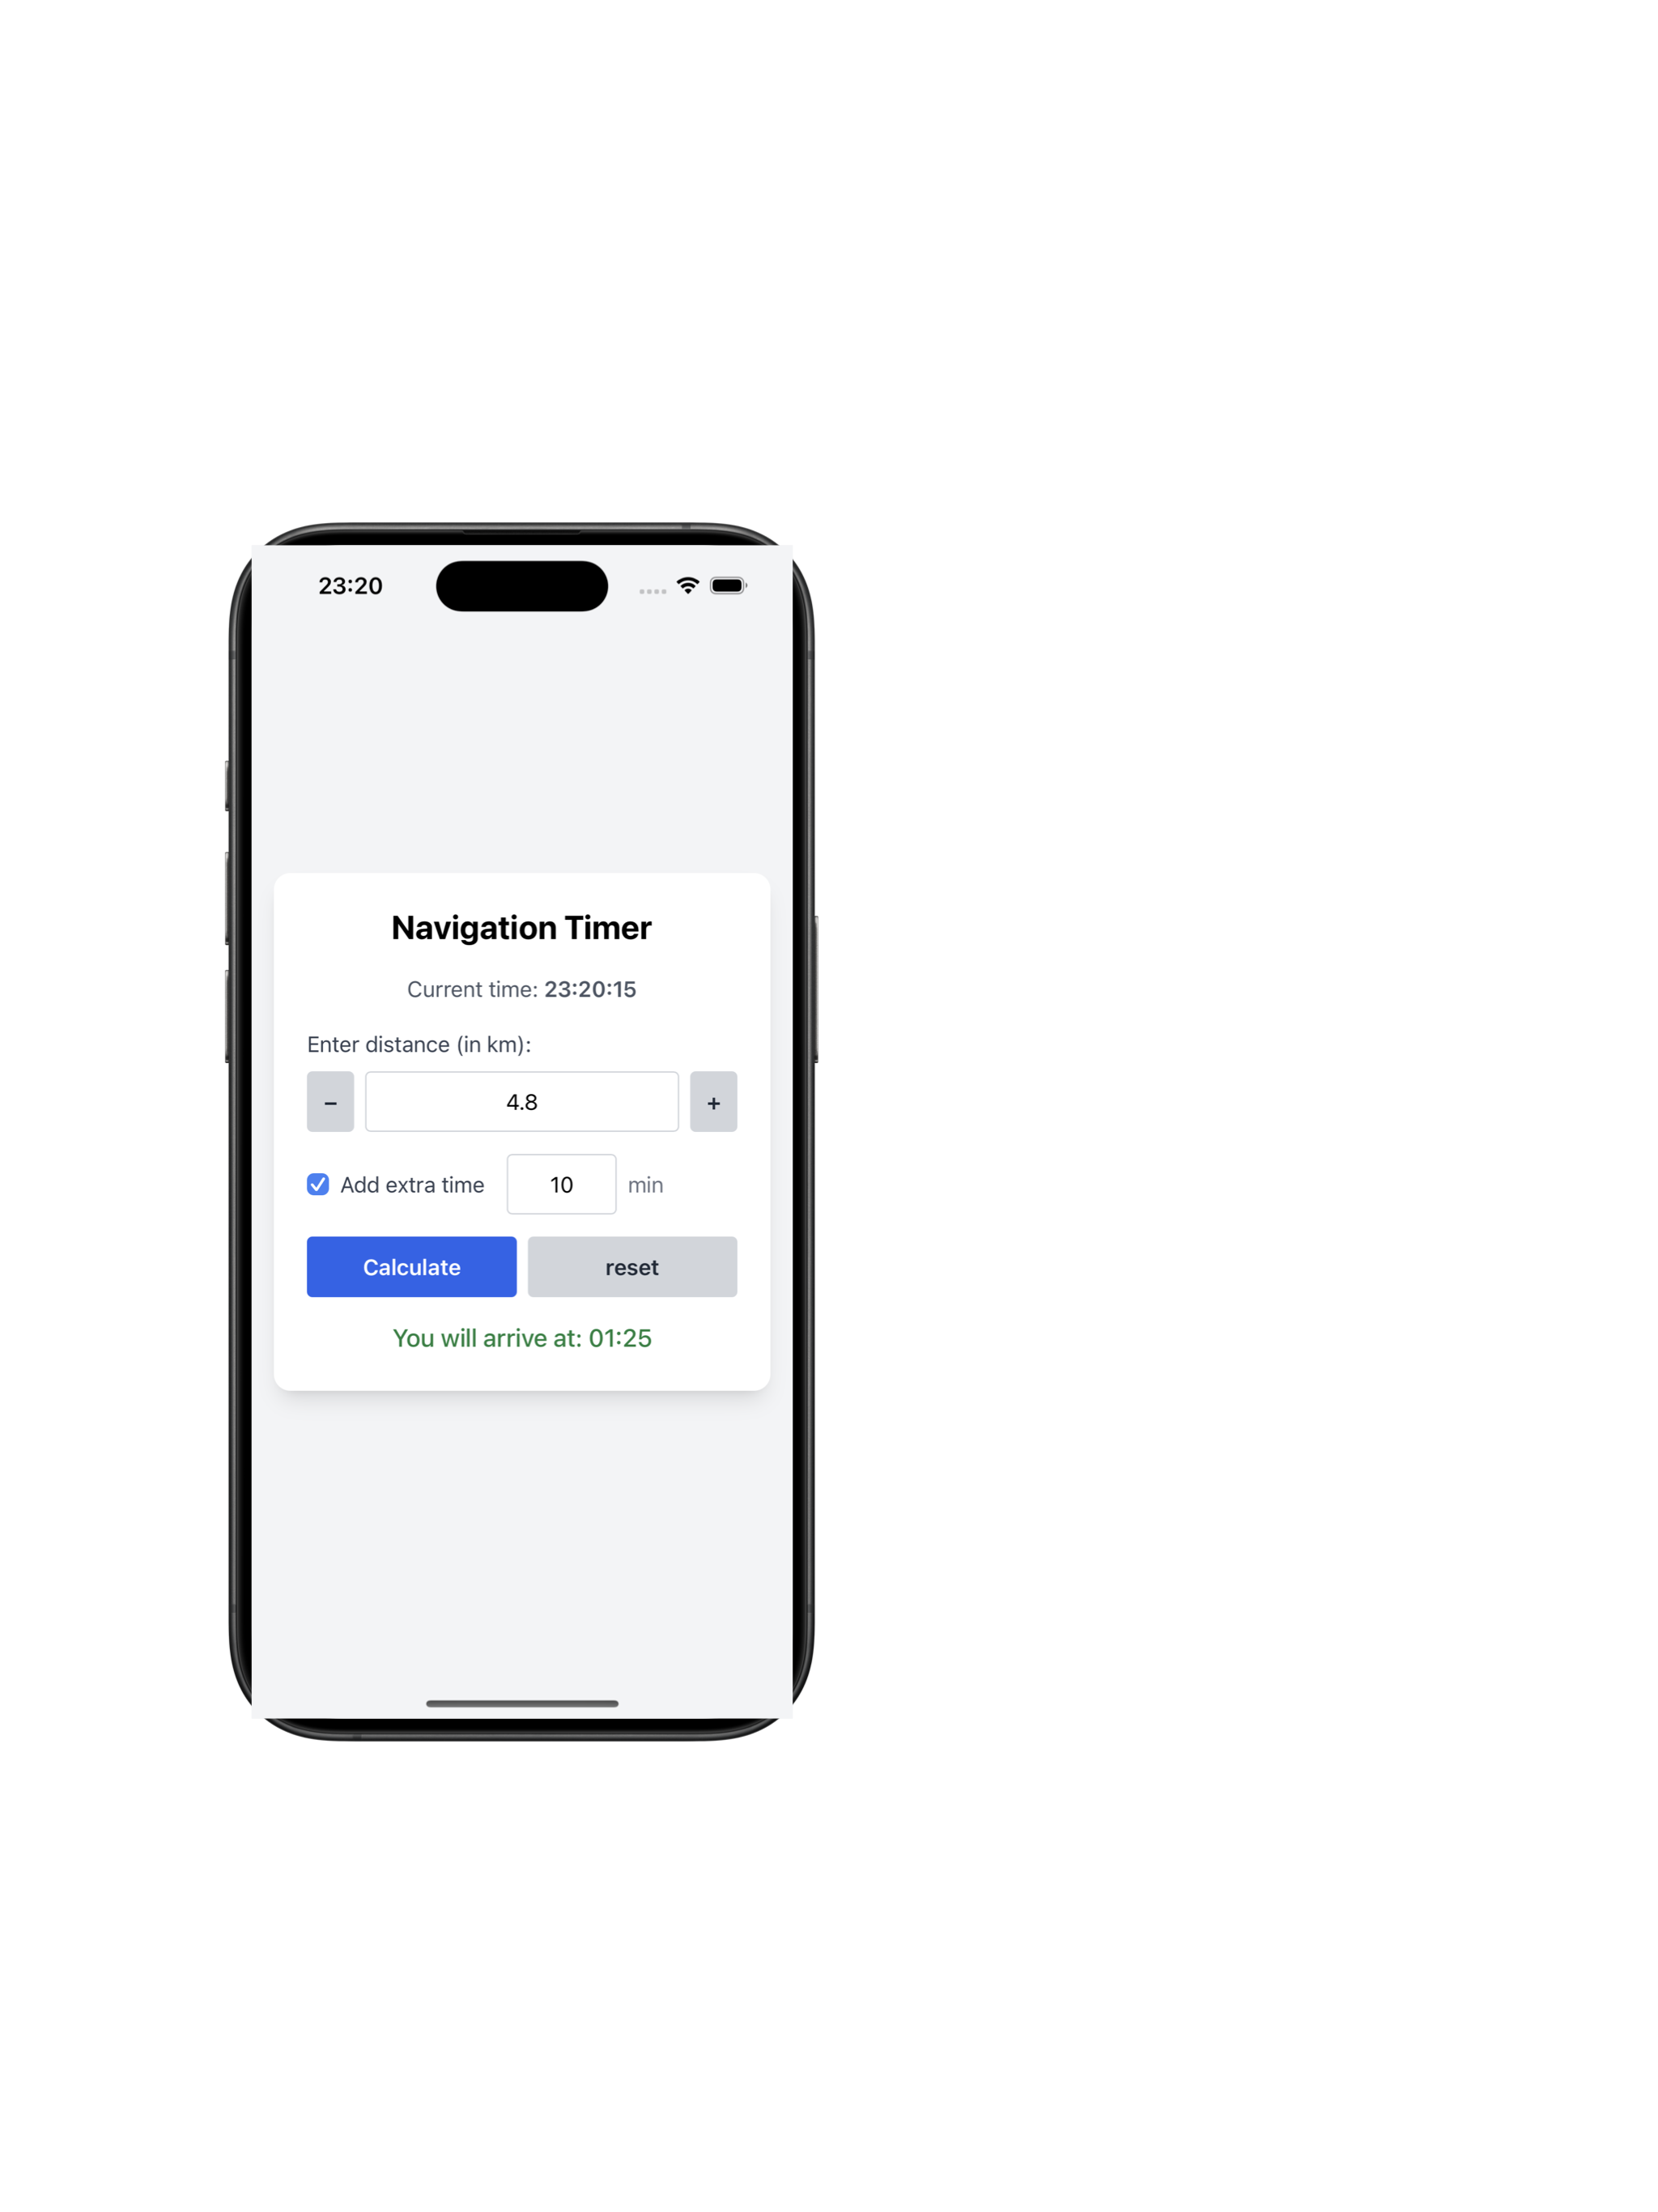 23:20
Navigation Timer
Current time: 23:20:15
Enter distance (in km):
− 4.8 +
Add extra time 10 min
Calculate reset
You will arrive at: 01:25